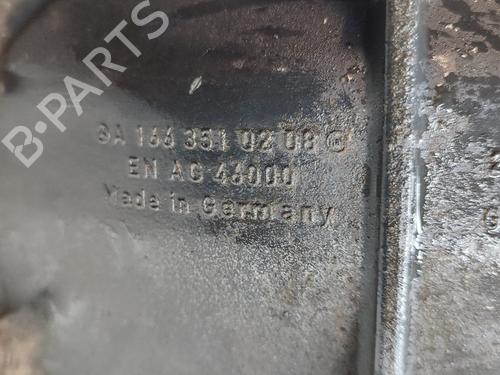 B-PARTS
A 166 351 02 08
EN AC 46000
Made in Germany